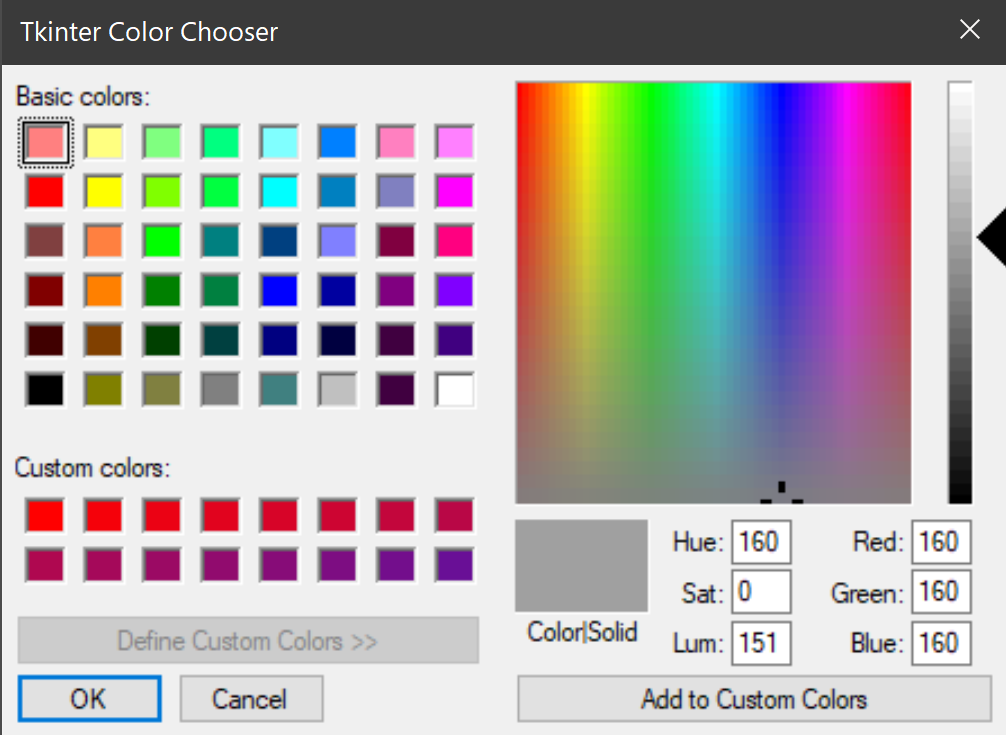 Tkinter Color Chooser
Basic colors:
Custom colors:
Define Custom Colors >>
OK
Cancel
Color|Solid
Hue: 160
Sat: 0
Lum: 151
Red: 160
Green: 160
Blue: 160
Add to Custom Colors